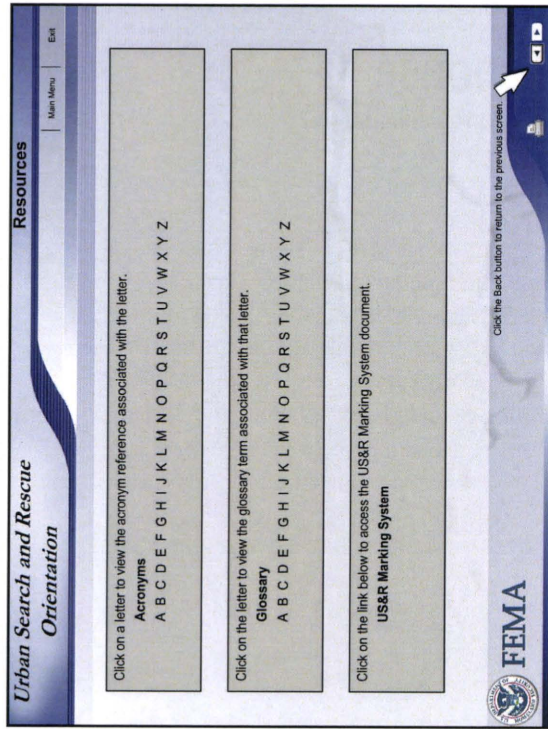 Urban Search and Rescue
Orientation
Resources
Main Menu
Exit
Click on a letter to view the acronym reference associated with the letter.
Acronyms
A B C D E F G H I J K L M N O P Q R S T U V W X Y Z
Click on the letter to view the glossary term associated with that letter.
Glossary
A B C D E F G H I J K L M N O P Q R S T U V W X Y Z
Click on the link below to access the US&R Marking System document.
US&R Marking System
FEMA
Click the Back button to return to the previous screen.